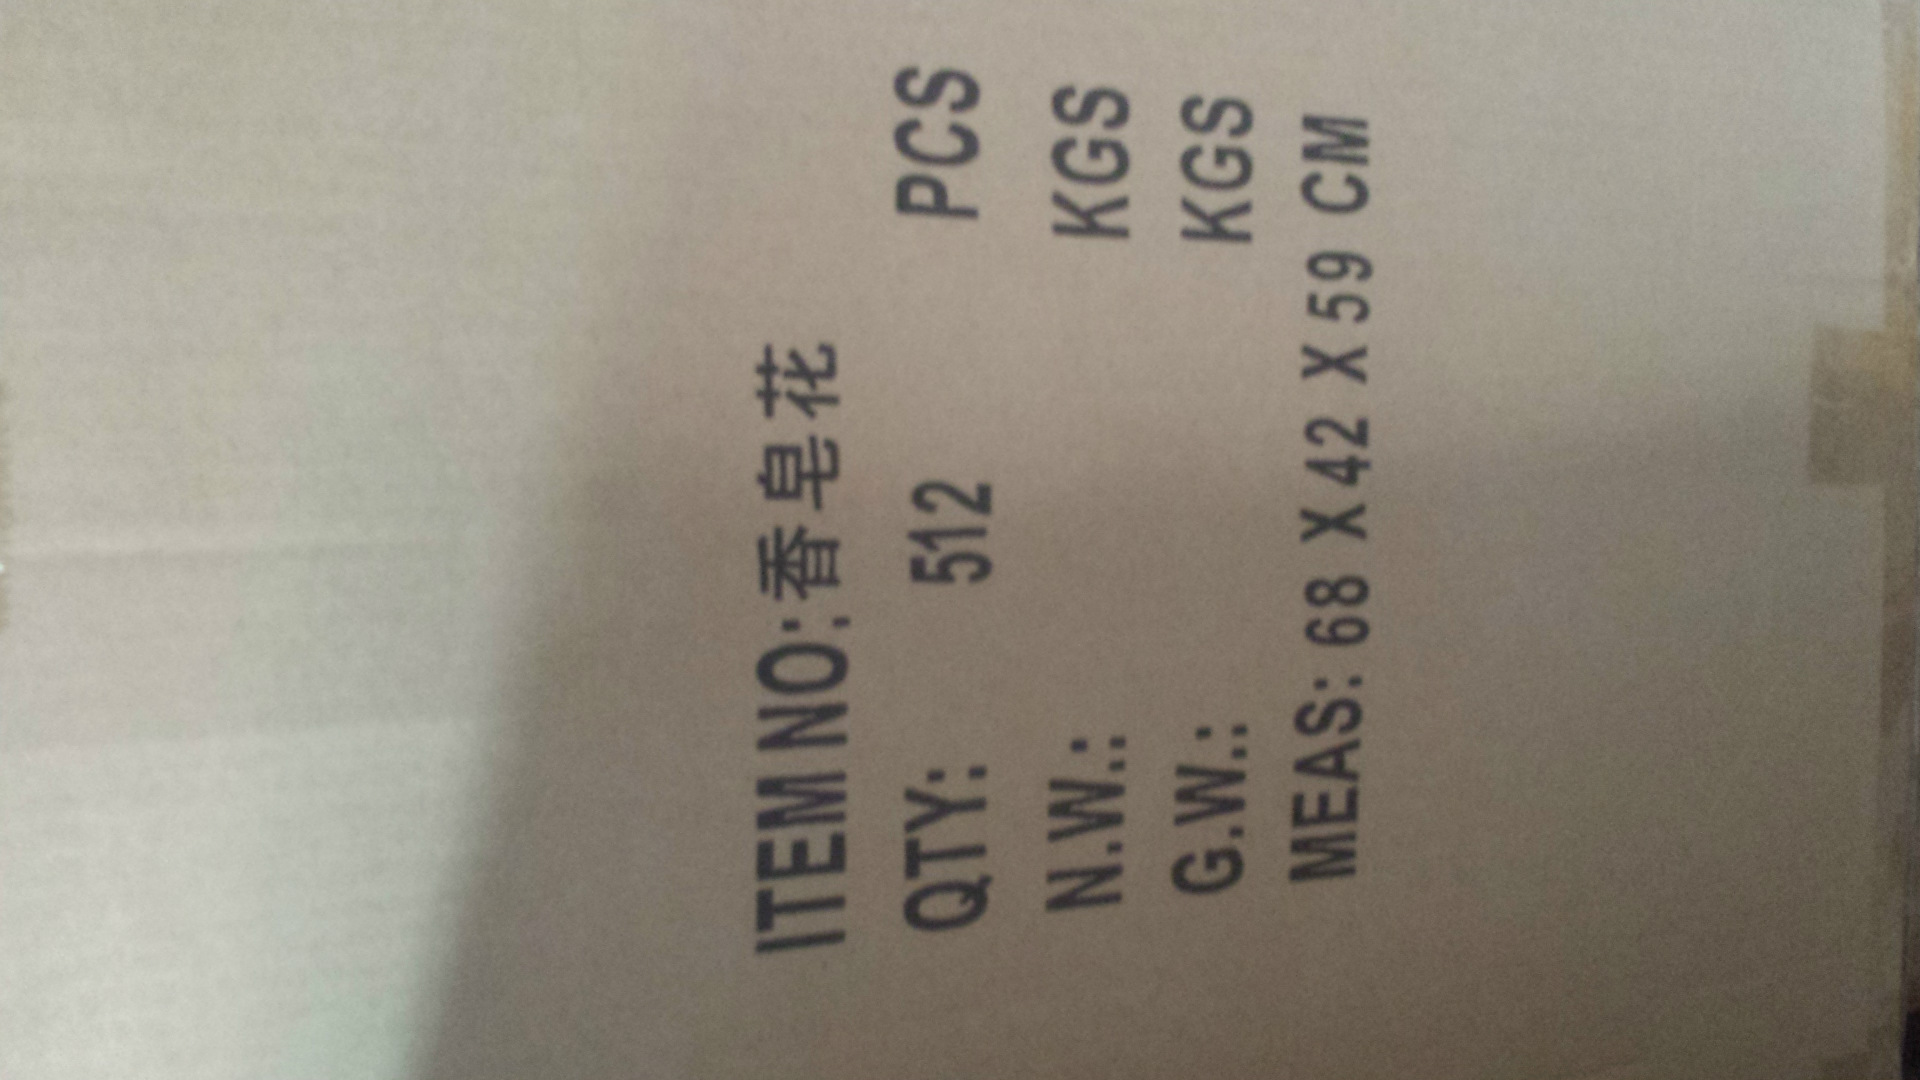 ITEM NO:香皂花
QTY: 512 PCS
N.W.: KGS
G.W.: KGS
MEAS: 68 X 42 X 59 CM